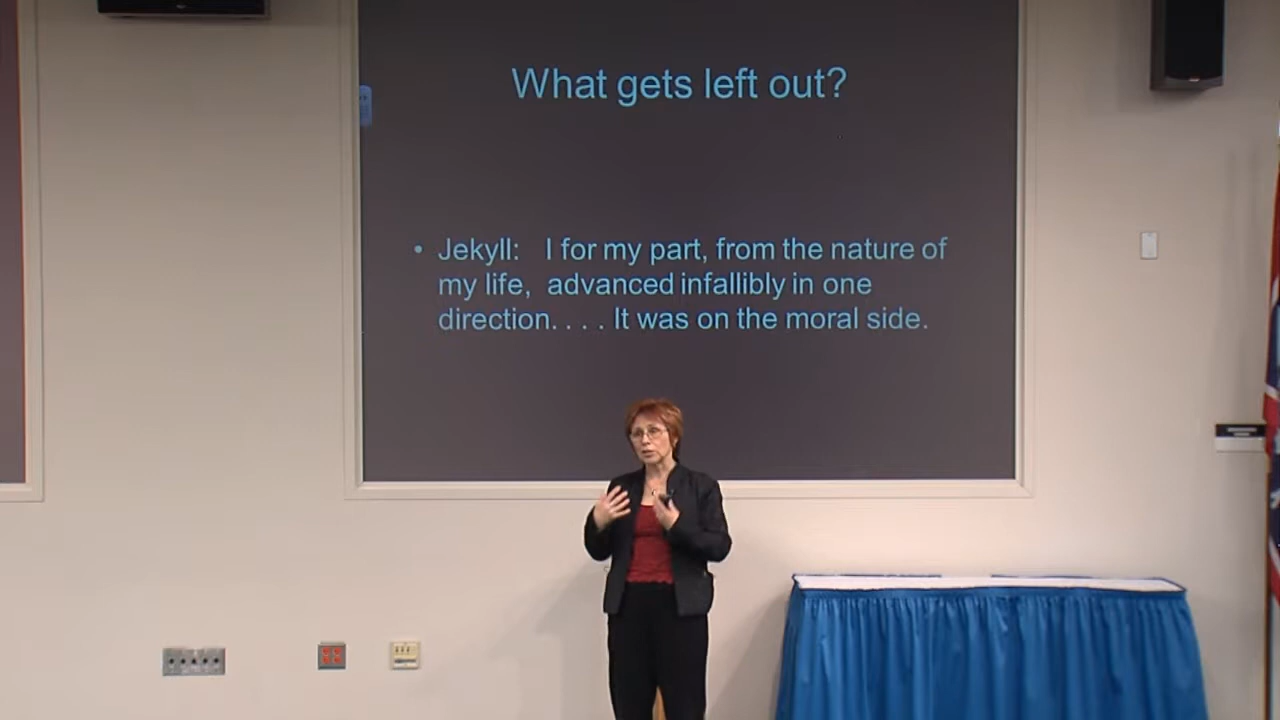 What gets left out?
• Jekyll: I for my part, from the nature of
my life, advanced infallibly in one
direction. . . . It was on the moral side.